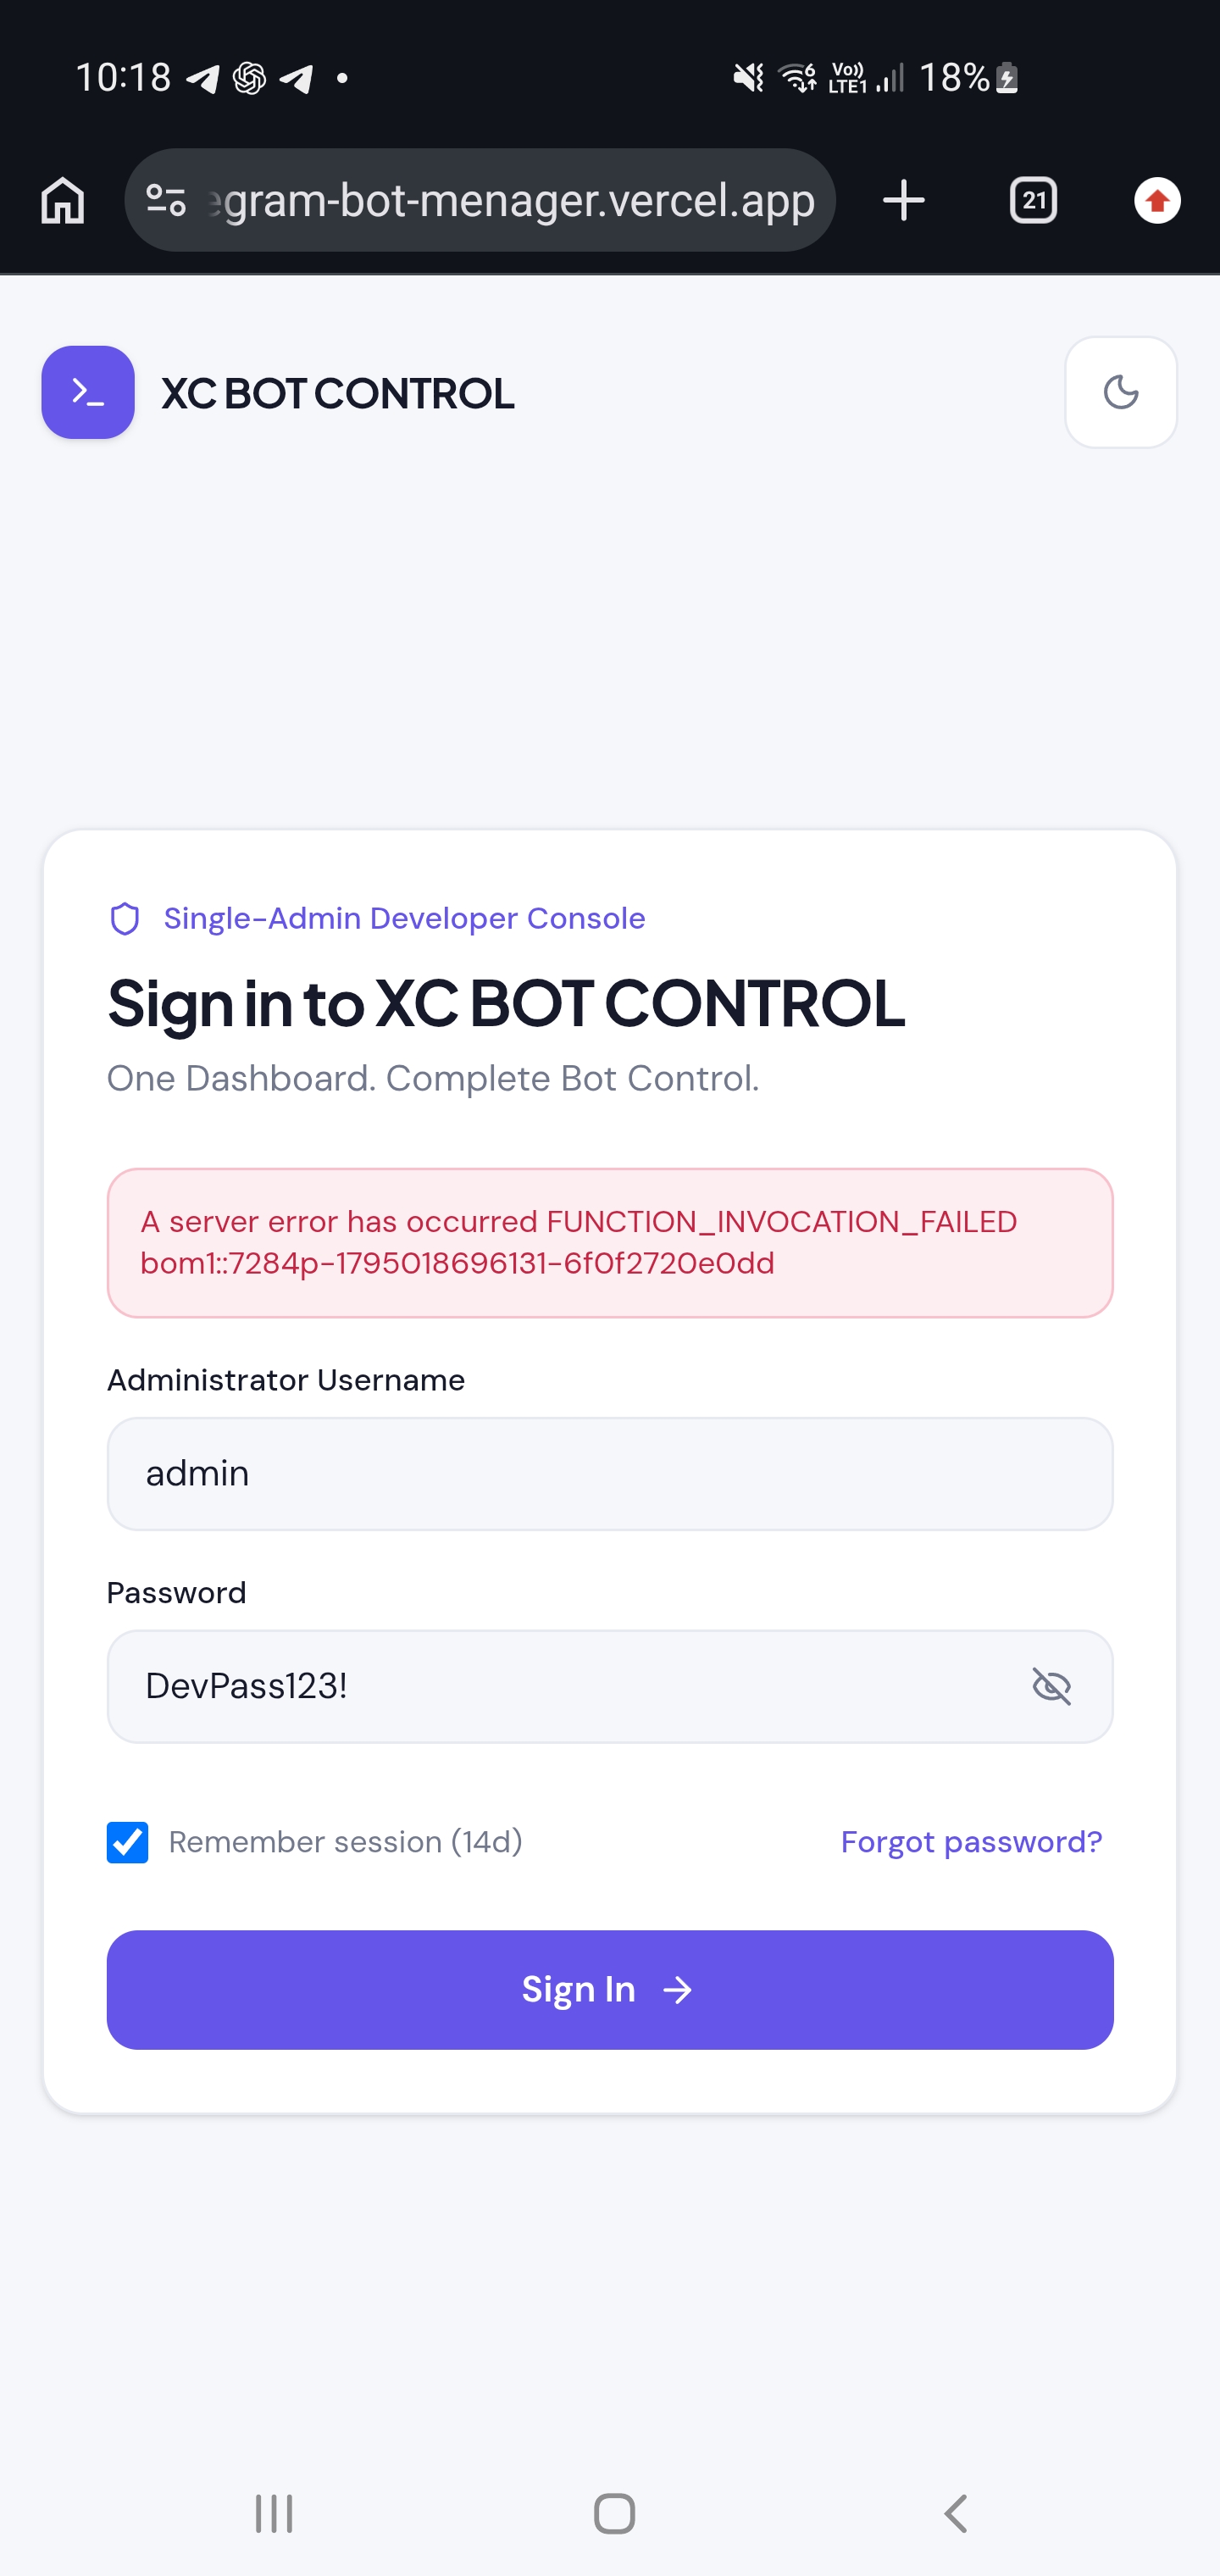 10:18
Vo)) LTE1 18%
egram-bot-menager.vercel.app
21
XC BOT CONTROL
Single-Admin Developer Console
Sign in to XC BOT CONTROL
One Dashboard. Complete Bot Control.
A server error has occurred FUNCTION_INVOCATION_FAILED
bom1::7284p-1795018696131-6f0f2720e0dd
Administrator Username
admin
Password
DevPass123!
Remember session (14d)
Forgot password?
Sign In